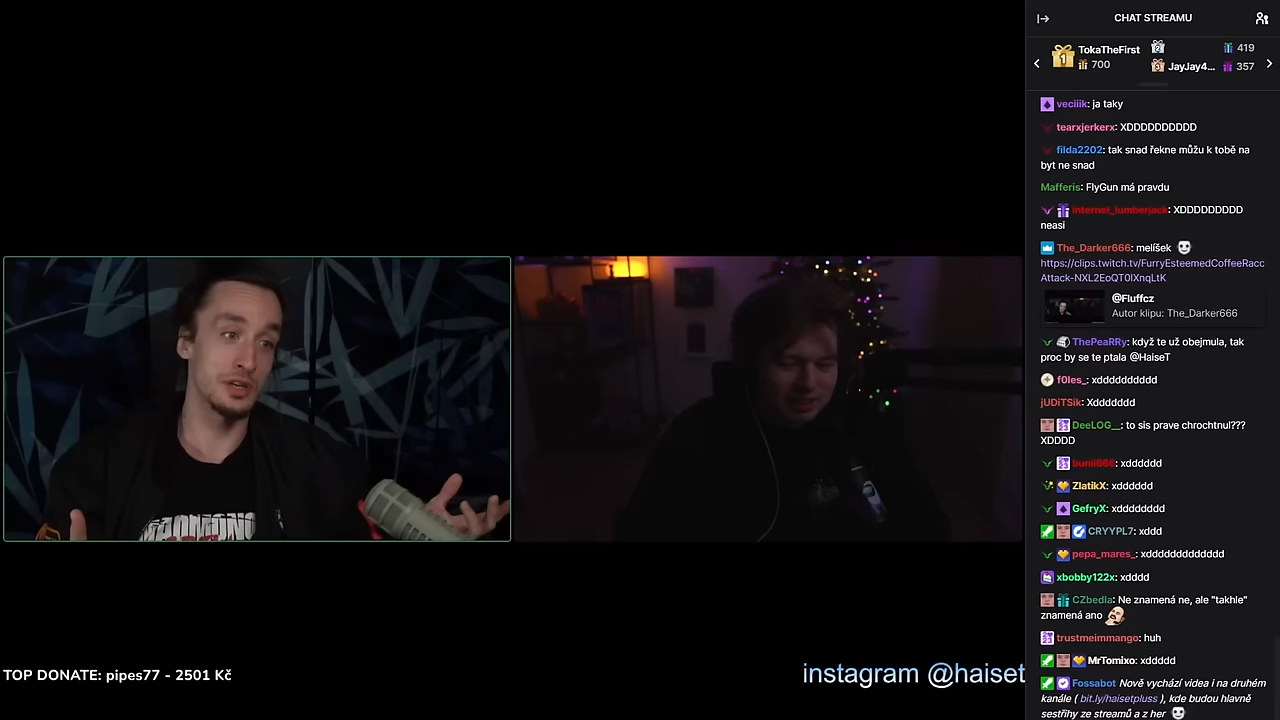 CHAT STREAMU
TokaTheFirst
700
419
JayJay4...
357
veciiik: ja taky
tearxjerkerx: XDDDDDDDDDD
filda2202: tak snad řekne můžu k tobě na
byt ne snad
Mafferis: FlyGun má pravdu
internet_lumberjack: XDDDDDDDDD
neasi
The_Darker666: melíšek
https://clips.twitch.tv/FurryEsteemedCoffeeRacc
Attack-NXL2EoQT0lXnqLtK
@Fluffcz
Autor klipu: The_Darker666
ThePeaRRy: když te už obejmula, tak
proc by se te ptala @HaiseT
f0les_: xdddddddddd
jUDiTSik: Xddddddd
DeeLOG__: to sis prave chrochtnul???
XDDDD
bunii666: xdddddd
ZlatikX: xdddddd
GefryX: xdddddddd
CRYYPL7: xddd
pepa_mares_: xddddddddddddd
xbobby122x: xdddd
CZbedla: Ne znamená ne, ale "takhle"
znamená ano
trustmeimmango: huh
MrTomixo: xddddd
Fossabot Nově vychází videa i na druhém
kanále ( bit.ly/haisetpluss ), kde budou hlavně
sestřihy ze streamů a z her
TOP DONATE: pipes77 - 2501 Kč
instagram @haiset